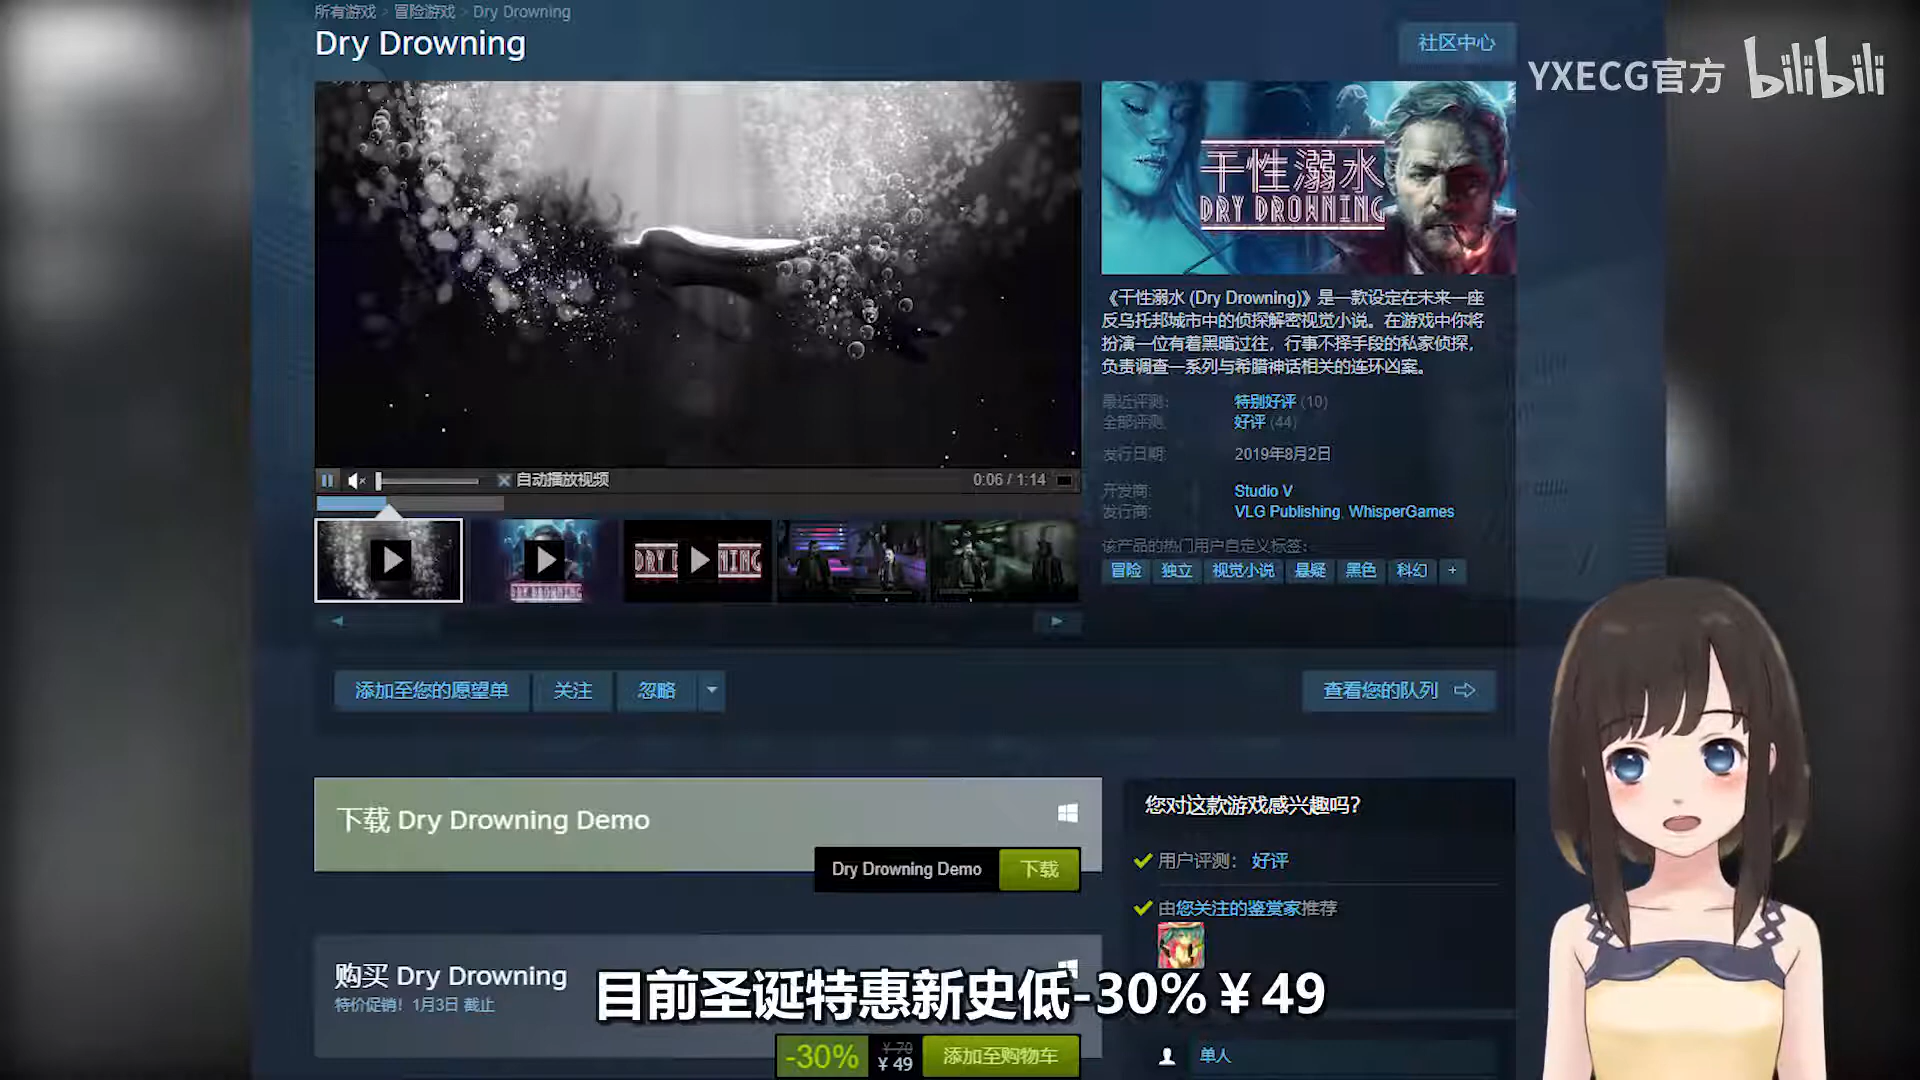 所有游戏 > 冒险游戏 > Dry Drowning
Dry Drowning
社区中心
YXECG官方 bilibili
干性溺水
DRY DROWNING
《干性溺水 (Dry Drowning)》是一款设定在未来一座
反乌托邦城市中的侦探解密视觉小说。在游戏中你将
扮演一位有着黑暗过往，行事不择手段的私家侦探，
负责调查一系列与希腊神话相关的连环凶案。
最近评测: 特别好评 (10)
全部评测: 好评 (44)
发行日期: 2019年8月2日
开发商: Studio V
发行商: VLG Publishing, WhisperGames
该产品的热门用户自定义标签:
冒险 独立 视觉小说 悬疑 黑色 科幻 +
自动播放视频
0:06 / 1:14
DRY DROWNING
添加至您的愿望单 关注 忽略
查看您的队列
下载 Dry Drowning Demo
Dry Drowning Demo 下载
您对这款游戏感兴趣吗？
用户评测： 好评
由您关注的鉴赏家推荐
购买 Dry Drowning
特价促销！1月3日 截止
目前圣诞特惠新史低-30%￥49
-30% ¥ 70 ¥ 49 添加至购物车
单人